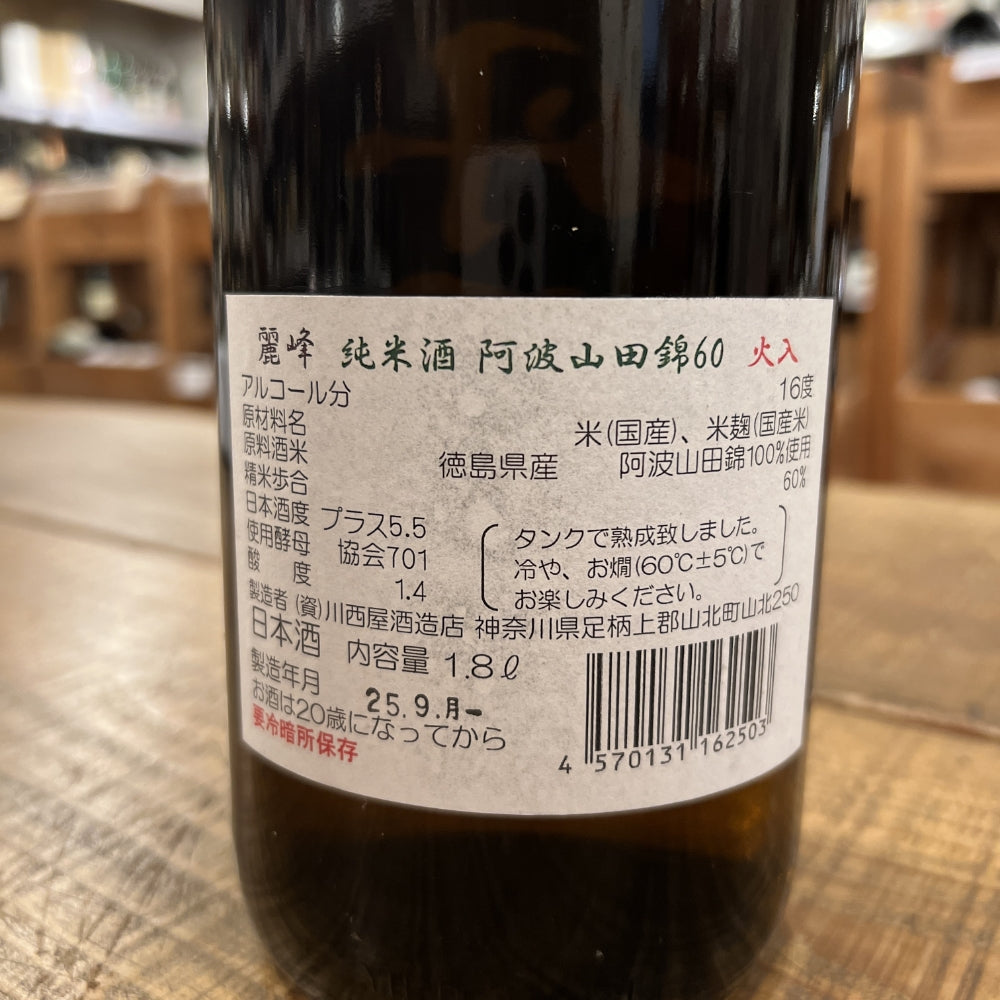 麗峰 純米酒 阿波山田錦60 火入
アルコール分 16度
原材料名 米(国産)、米麹(国産米)
原料酒米 徳島県産 阿波山田錦100%使用
精米歩合 60%
日本酒度 プラス5.5
使用酵母 協会701
酸 度 1.4
タンクで熟成致しました。
冷や、お燗(60℃±5℃)で
お楽しみください。
製造者 (資)川西屋酒造店 神奈川県足柄上郡山北町山北250
日本酒 内容量 1.8ℓ
製造年月 25.9.月
お酒は20歳になってから
要冷暗所保存
4 570131 162503